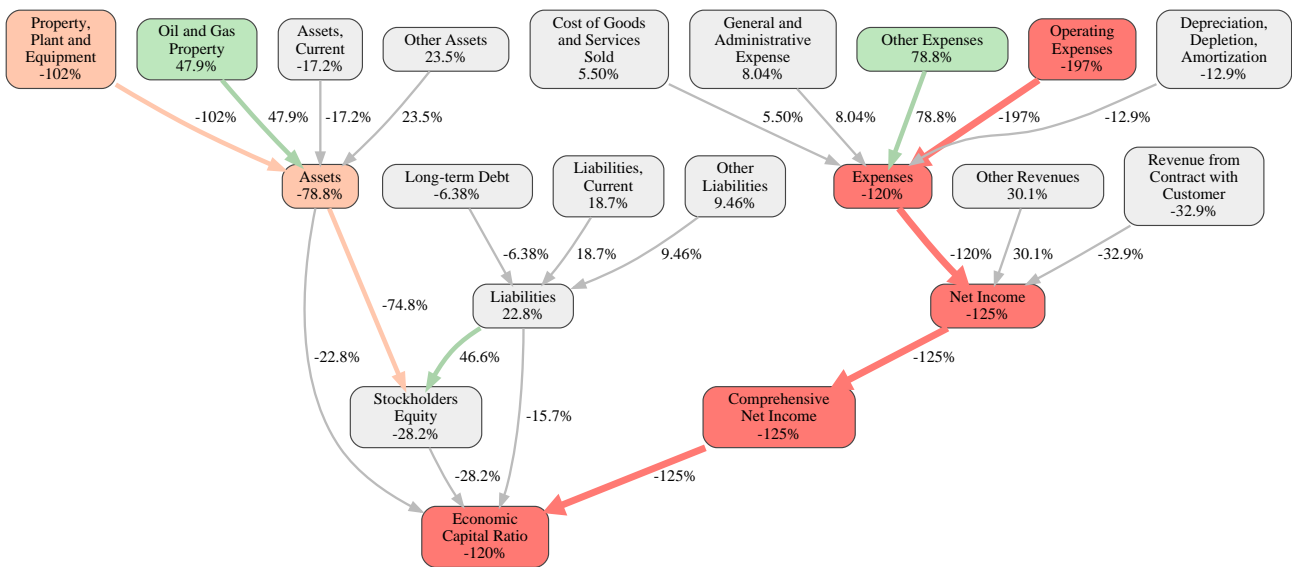 Property,
Plant and
Equipment
-102%
Oil and Gas
Property
47.9%
Assets,
Current
-17.2%
Other Assets
23.5%
Cost of Goods
and Services
Sold
5.50%
General and
Administrative
Expense
8.04%
Other Expenses
78.8%
Operating
Expenses
-197%
Depreciation,
Depletion,
Amortization
-12.9%
-102%
47.9%
-17.2%
23.5%
5.50%
8.04%
78.8%
-197%
-12.9%
Assets
-78.8%
Long-term Debt
-6.38%
Liabilities,
Current
18.7%
Other
Liabilities
9.46%
Expenses
-120%
Other Revenues
30.1%
Revenue from
Contract with
Customer
-32.9%
-6.38%
18.7%
9.46%
-120%
30.1%
-32.9%
-74.8%
Liabilities
22.8%
Net Income
-125%
-22.8%
46.6%
-125%
Stockholders
Equity
-28.2%
-15.7%
Comprehensive
Net Income
-125%
-28.2%
-125%
Economic
Capital Ratio
-120%